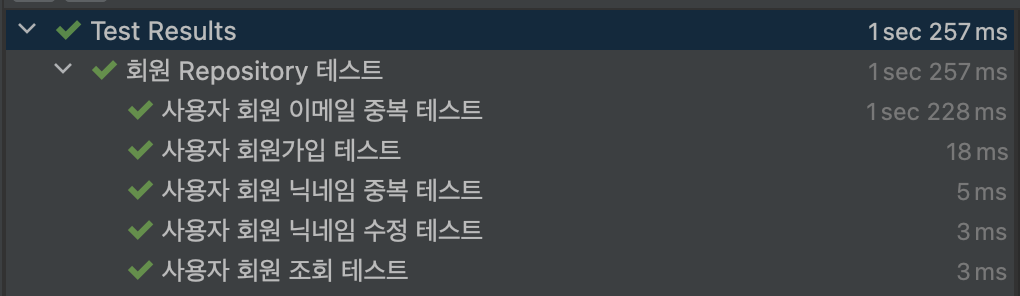 Test Results 1 sec 257 ms
회원 Repository 테스트 1 sec 257 ms
사용자 회원 이메일 중복 테스트 1 sec 228 ms
사용자 회원가입 테스트 18 ms
사용자 회원 닉네임 중복 테스트 5 ms
사용자 회원 닉네임 수정 테스트 3 ms
사용자 회원 조회 테스트 3 ms